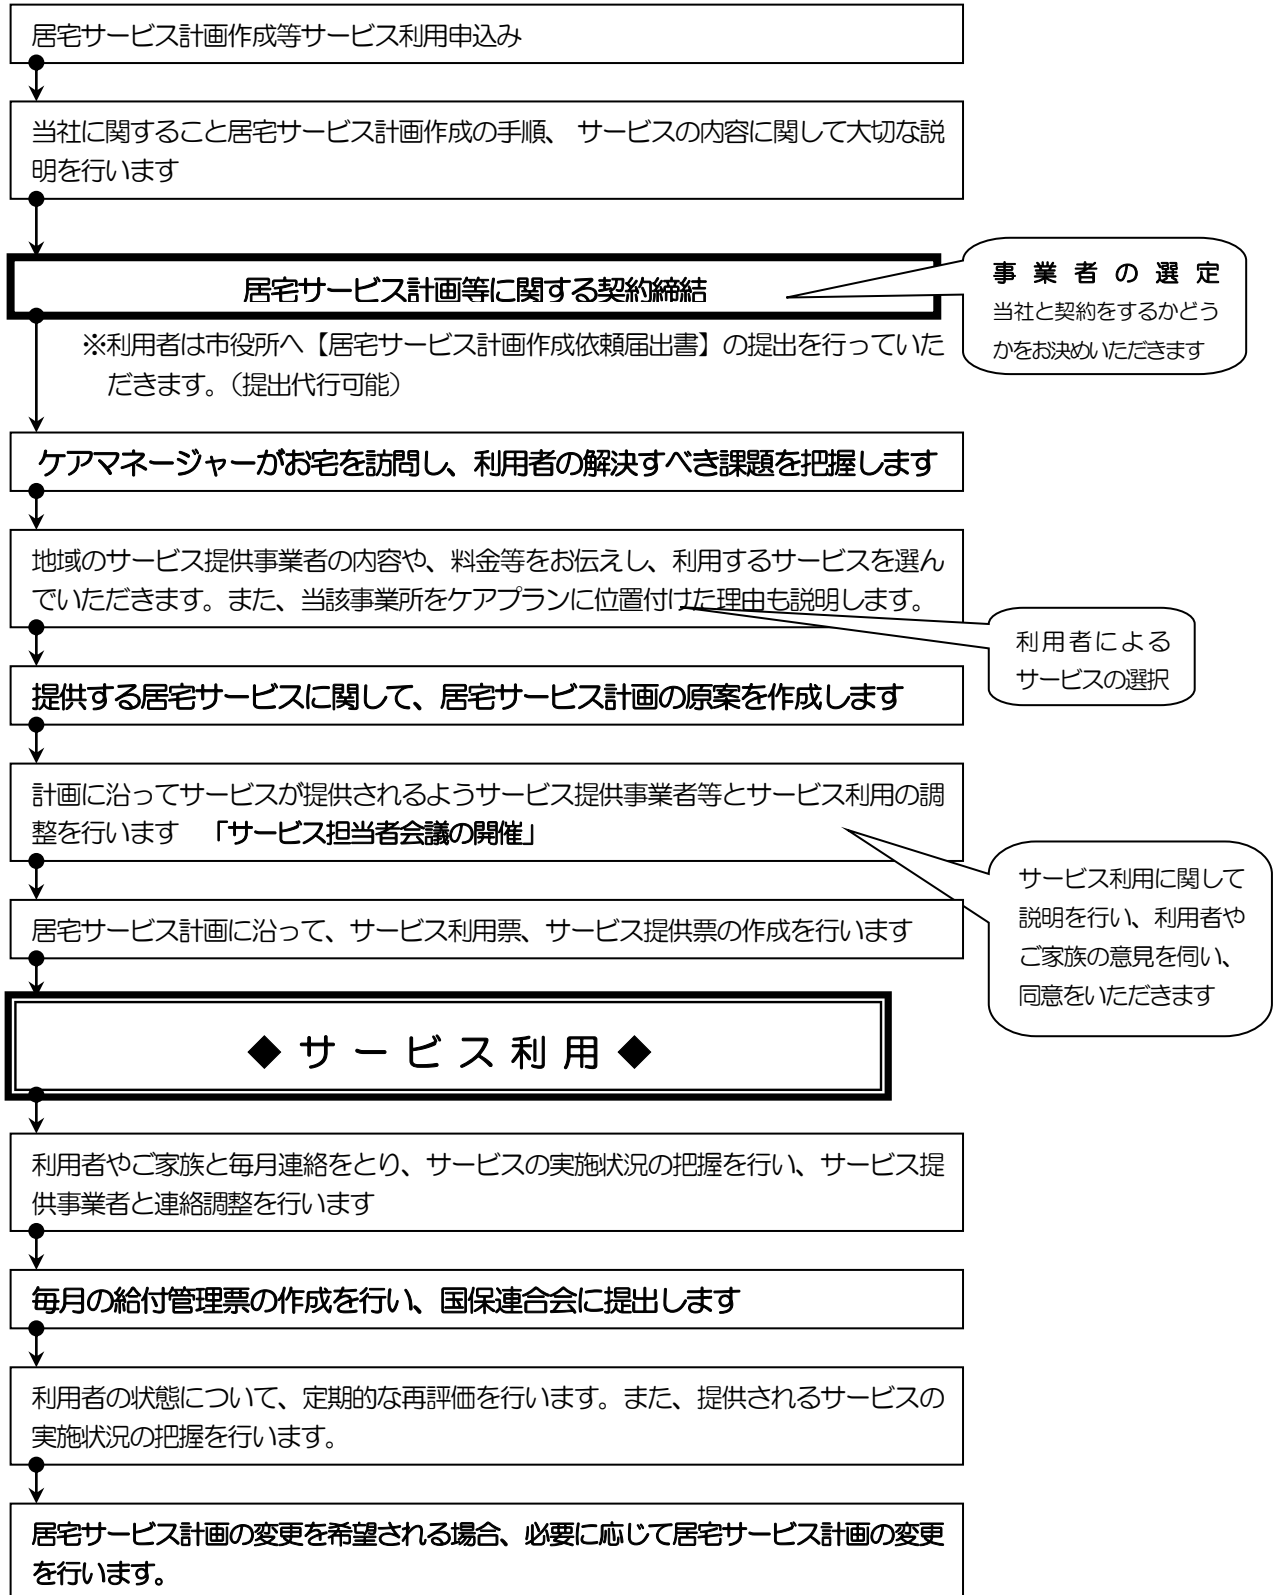 居宅サービス計画作成等サービス利用申込み
当社に関すること居宅サービス計画作成の手順、 サービスの内容に関して大切な説
明を行います
居宅サービス計画等に関する契約締結
事業者の選定
当社と契約をするかどう
かをお決めいただきます
※利用者は市役所へ【居宅サービス計画作成依頼届出書】の提出を行っていた
だきます。（提出代行可能）
ケアマネージャーがお宅を訪問し、利用者の解決すべき課題を把握します
地域のサービス提供事業者の内容や、料金等をお伝えし、利用するサービスを選ん
でいただきます。また、当該事業所をケアプランに位置付けた理由も説明します。
利用者による
サービスの選択
提供する居宅サービスに関して、居宅サービス計画の原案を作成します
計画に沿ってサービスが提供されるようサービス提供事業者等とサービス利用の調
整を行います 「サービス担当者会議の開催」
サービス利用に関して
説明を行い、利用者や
ご家族の意見を伺い、
同意をいただきます
居宅サービス計画に沿って、サービス利用票、サービス提供票の作成を行います
◆サービス利用◆
利用者やご家族と毎月連絡をとり、サービスの実施状況の把握を行い、サービス提
供事業者と連絡調整を行います
毎月の給付管理票の作成を行い、国保連合会に提出します
利用者の状態について、定期的な再評価を行います。また、提供されるサービスの
実施状況の把握を行います。
居宅サービス計画の変更を希望される場合、必要に応じて居宅サービス計画の変更
を行います。